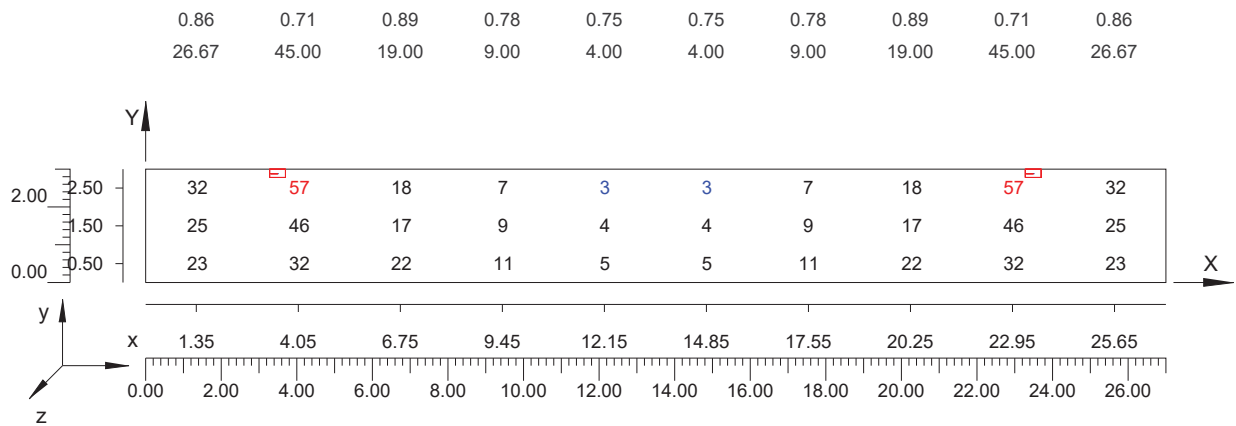 0.86 0.71 0.89 0.78 0.75 0.75 0.78 0.89 0.71 0.86
26.67 45.00 19.00 9.00 4.00 4.00 9.00 19.00 45.00 26.67
Y
2.00 2.50 32 57 18 7 3 3 7 18 57 32
1.50 25 46 17 9 4 4 9 17 46 25
0.00 0.50 23 32 22 11 5 5 11 22 32 23
X
y
x 1.35 4.05 6.75 9.45 12.15 14.85 17.55 20.25 22.95 25.65
0.00 2.00 4.00 6.00 8.00 10.00 12.00 14.00 16.00 18.00 20.00 22.00 24.00 26.00
z